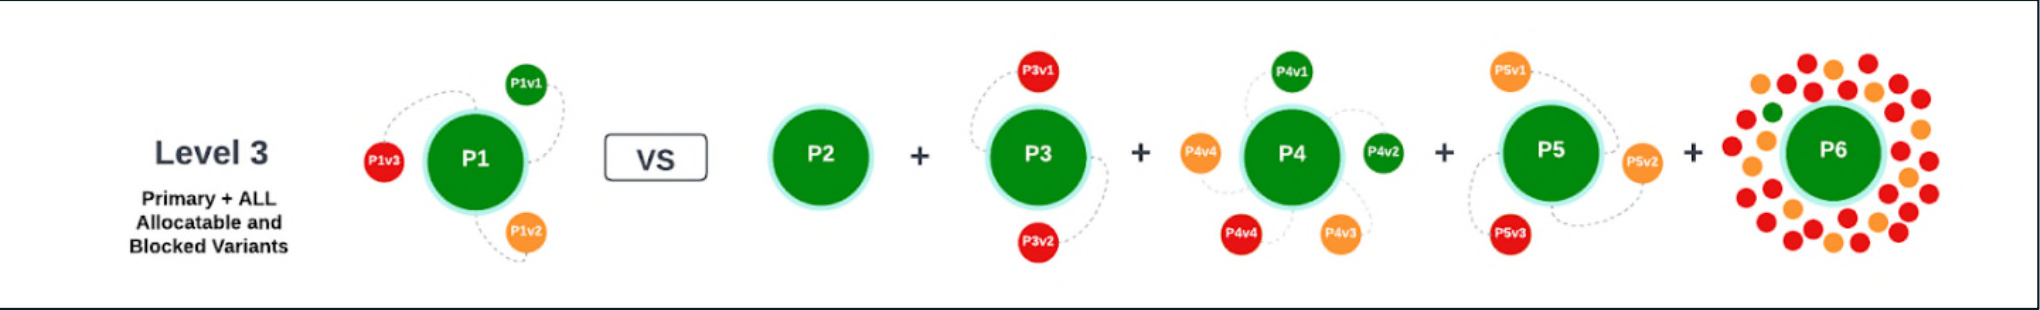 Level 3
Primary + ALL
Allocatable and
Blocked Variants
P1v1
P1v3
P1
P1v2
VS
P2
+
P3v1
P3
P3v2
+
P4v1
P4v4
P4
P4v2
P4v4
P4v3
+
P5v1
P5
P5v2
P5v3
+
P6